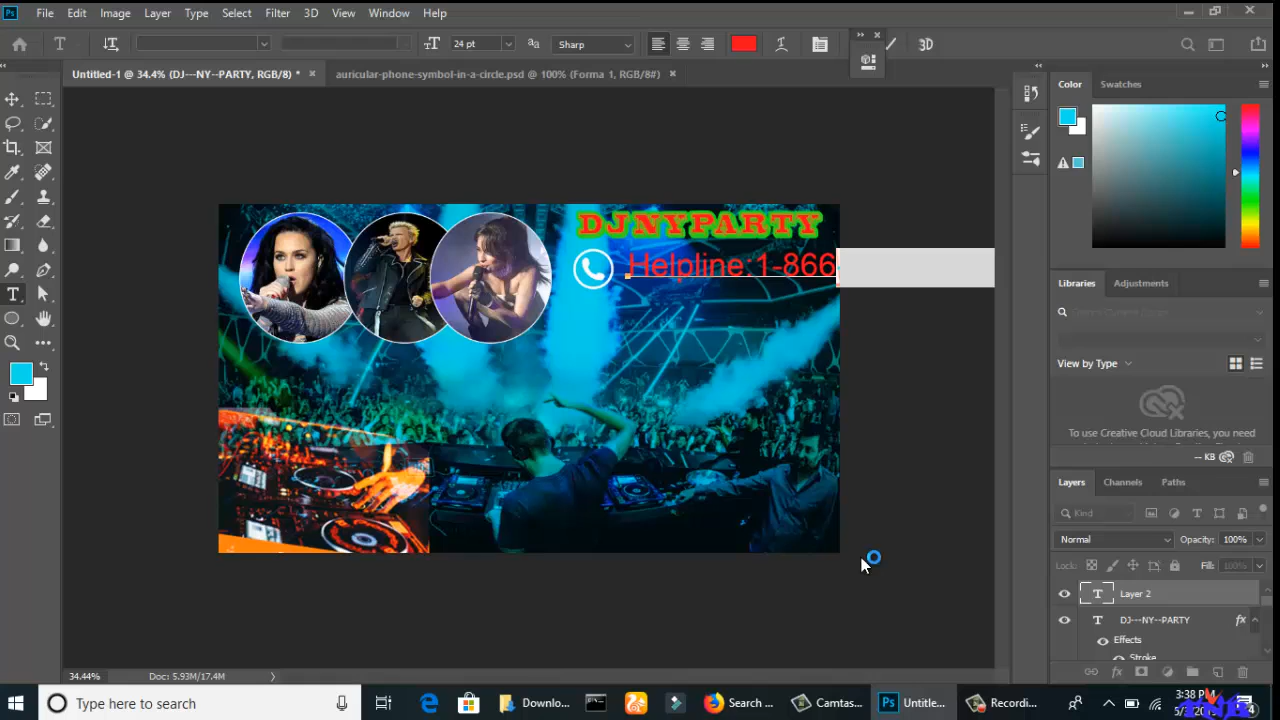 Ps File Edit Image Layer Type Select Filter 3D View Window Help
T 24 pt Sharp 3D
Untitled-1 @ 34.4% (DJ---NY--PARTY, RGB/8) * × auricular-phone-symbol-in-a-circle.psd @ 100% (Forma 1, RGB/8#) ×
Color Swatches
DJNYPARTY
Helpline:1-866
Libraries Adjustments
View by Type
To use Creative Cloud Libraries, you need
-- KB
Layers Channels Paths
Kind
Normal Opacity: 100%
Lock: Fill: 100%
T Layer 2
T DJ---NY--PARTY fx
Effects
Stroke
34.44% Doc: 5.93M/17.4M
Type here to search Downlo... Search ... Camtas... Ps Untitle... Recordi... 3:38 PM